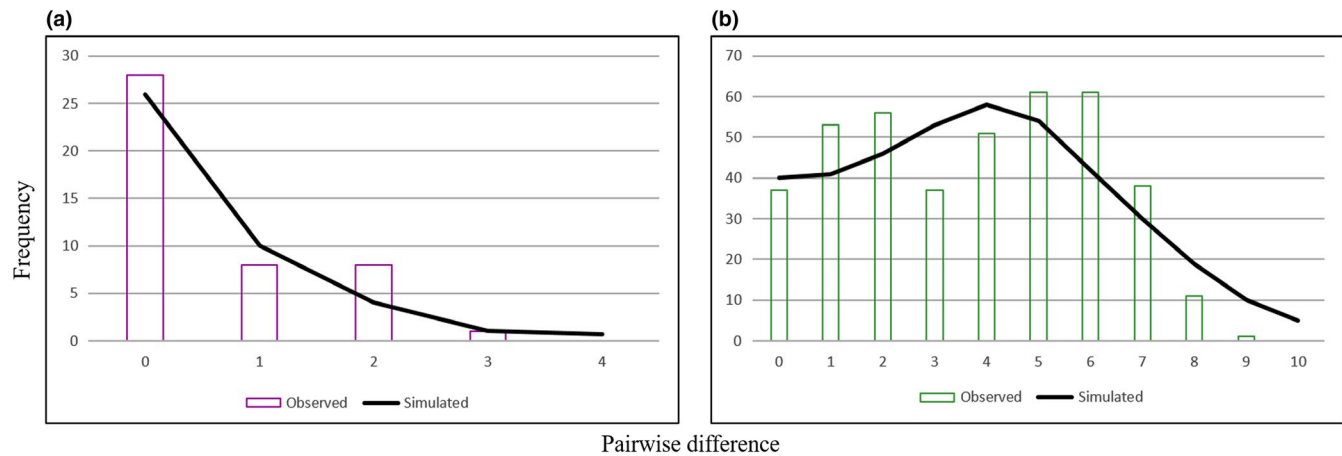 (a)
(b)
Frequency
30
25
20
15
10
5
0
0 1 2 3 4
Observed Simulated
70
60
50
40
30
20
10
0
0 1 2 3 4 5 6 7 8 9 10
Observed Simulated
Pairwise difference